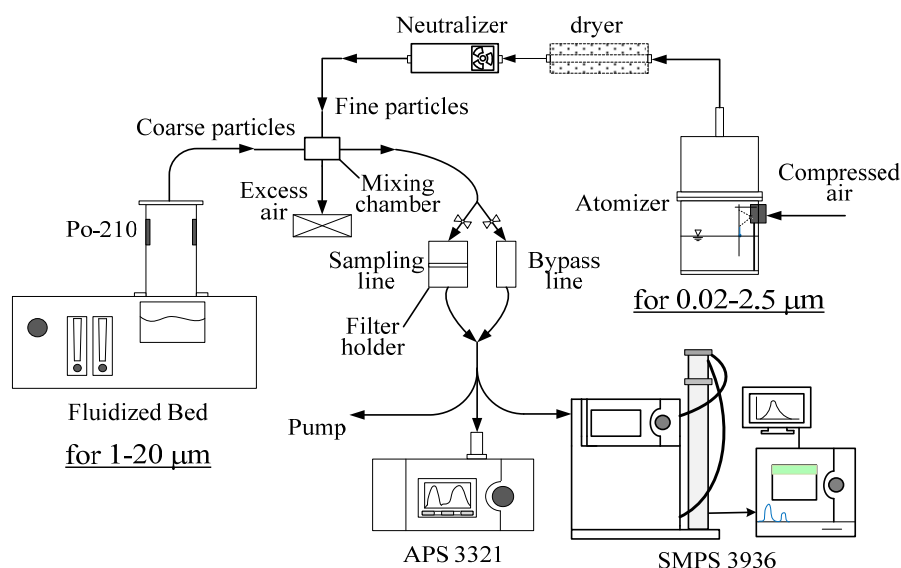 Neutralizer
dryer
Fine particles
Coarse particles
Mixing
chamber
Excess
air
Compressed
air
Atomizer
Po-210
Sampling
line
Bypass
line
for 0.02-2.5 μm
Filter
holder
Fluidized Bed
for 1-20 μm
Pump
APS 3321
SMPS 3936